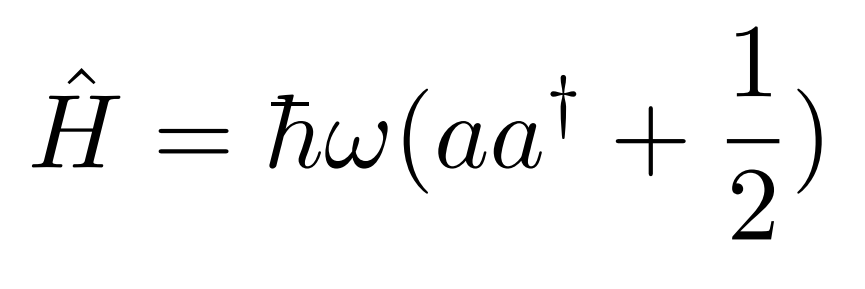 Ĥ = ħω(aa† + 1/2)